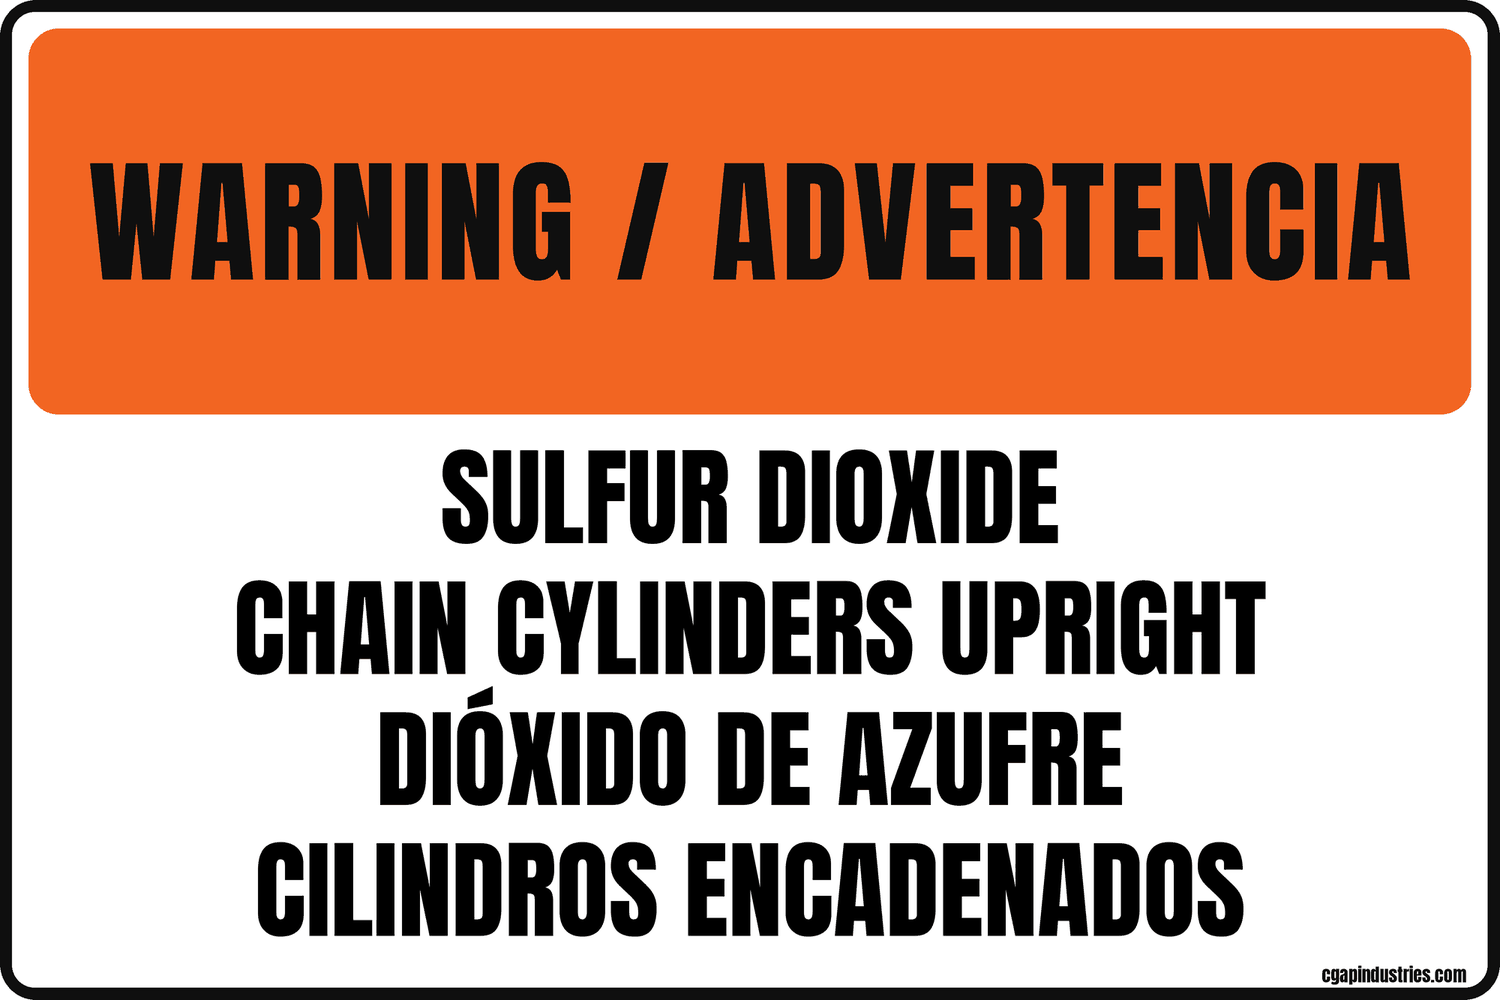 WARNING / ADVERTENCIA
SULFUR DIOXIDE
CHAIN CYLINDERS UPRIGHT
DIÓXIDO DE AZUFRE
CILINDROS ENCADENADOS
cgapindustries.com